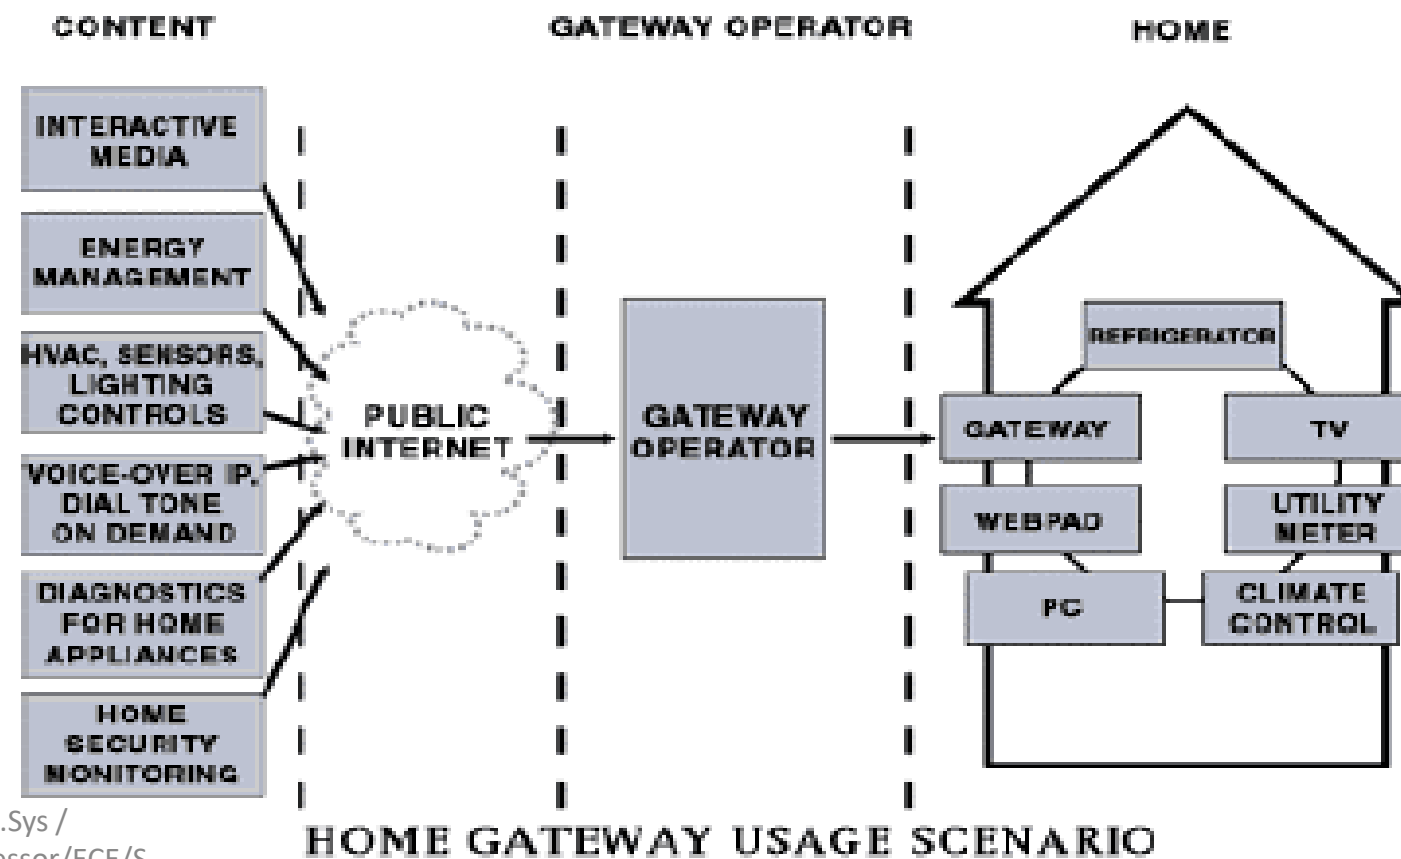 CONTENT
GATEWAY OPERATOR
HOME
INTERACTIVE
MEDIA
ENERGY
MANAGEMENT
HVAC, SENSORS,
LIGHTING
CONTROLS
VOICE-OVER IP,
DIAL TONE
ON DEMAND
DIAGNOSTICS
FOR HOME
APPLIANCES
HOME
SECURITY
MONITORING
PUBLIC
INTERNET
GATEWAY
OPERATOR
REFRIGERATOR
GATEWAY
TV
WEBPAD
UTILITY
METER
PC
CLIMATE
CONTROL
.Sys /
HOME GATEWAY USAGE SCENARIO